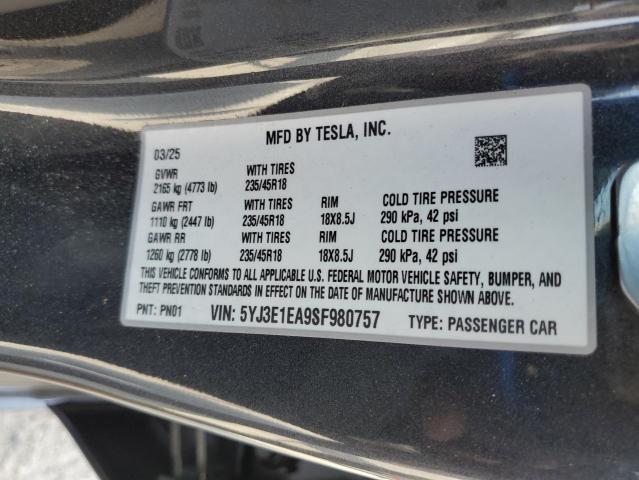 MFD BY TESLA, INC.
03/25
GVWR WITH TIRES
2165 kg (4773 lb) 235/45R18
GAWR FRT WITH TIRES RIM COLD TIRE PRESSURE
1110 kg (2447 lb) 235/45R18 18X8.5J 290 kPa, 42 psi
GAWR RR WITH TIRES RIM COLD TIRE PRESSURE
1260 kg (2778 lb) 235/45R18 18X8.5J 290 kPa, 42 psi
THIS VEHICLE CONFORMS TO ALL APPLICABLE U.S. FEDERAL MOTOR VEHICLE SAFETY, BUMPER, AND
THEFT PREVENTION STANDARDS IN EFFECT ON THE DATE OF MANUFACTURE SHOWN ABOVE.
PNT: PN01 VIN: 5YJ3E1EA9SF980757 TYPE: PASSENGER CAR